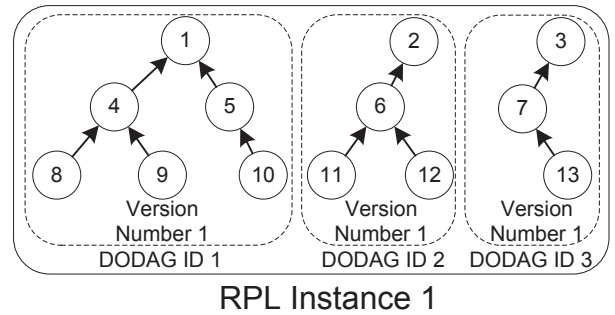 1
2
3
4
5
6
7
8
9
10
11
12
13
Version
Number 1
DODAG ID 1
Version
Number 1
DODAG ID 2
Version
Number 1
DODAG ID 3
RPL Instance 1